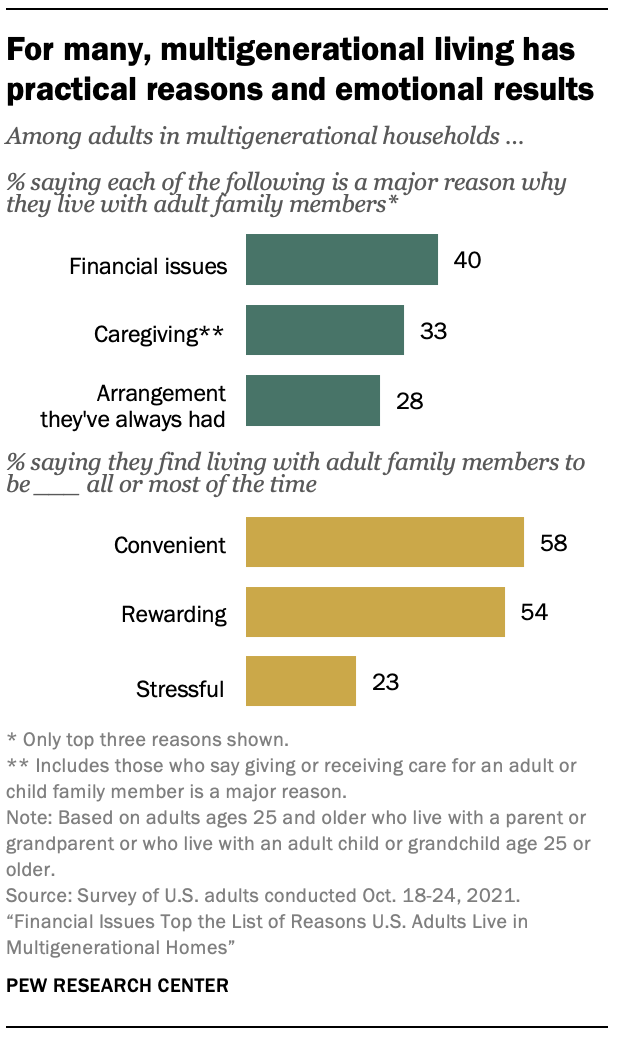 For many, multigenerational living has
practical reasons and emotional results
Among adults in multigenerational households ...
% saying each of the following is a major reason why
they live with adult family members*
Financial issues 40
Caregiving** 33
Arrangement
they've always had 28
% saying they find living with adult family members to
be ___ all or most of the time
Convenient 58
Rewarding 54
Stressful 23
* Only top three reasons shown.
** Includes those who say giving or receiving care for an adult or
child family member is a major reason.
Note: Based on adults ages 25 and older who live with a parent or
grandparent or who live with an adult child or grandchild age 25 or
older.
Source: Survey of U.S. adults conducted Oct. 18-24, 2021.
“Financial Issues Top the List of Reasons U.S. Adults Live in
Multigenerational Homes”
PEW RESEARCH CENTER